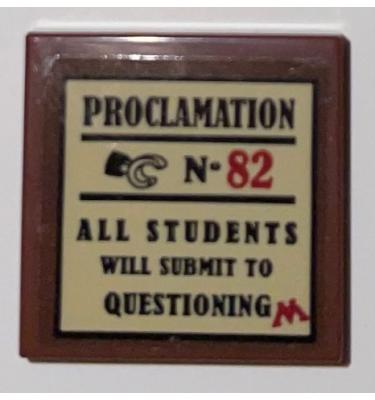 PROCLAMATION
N- 82
ALL STUDENTS
WILL SUBMIT TO
QUESTIONING
M